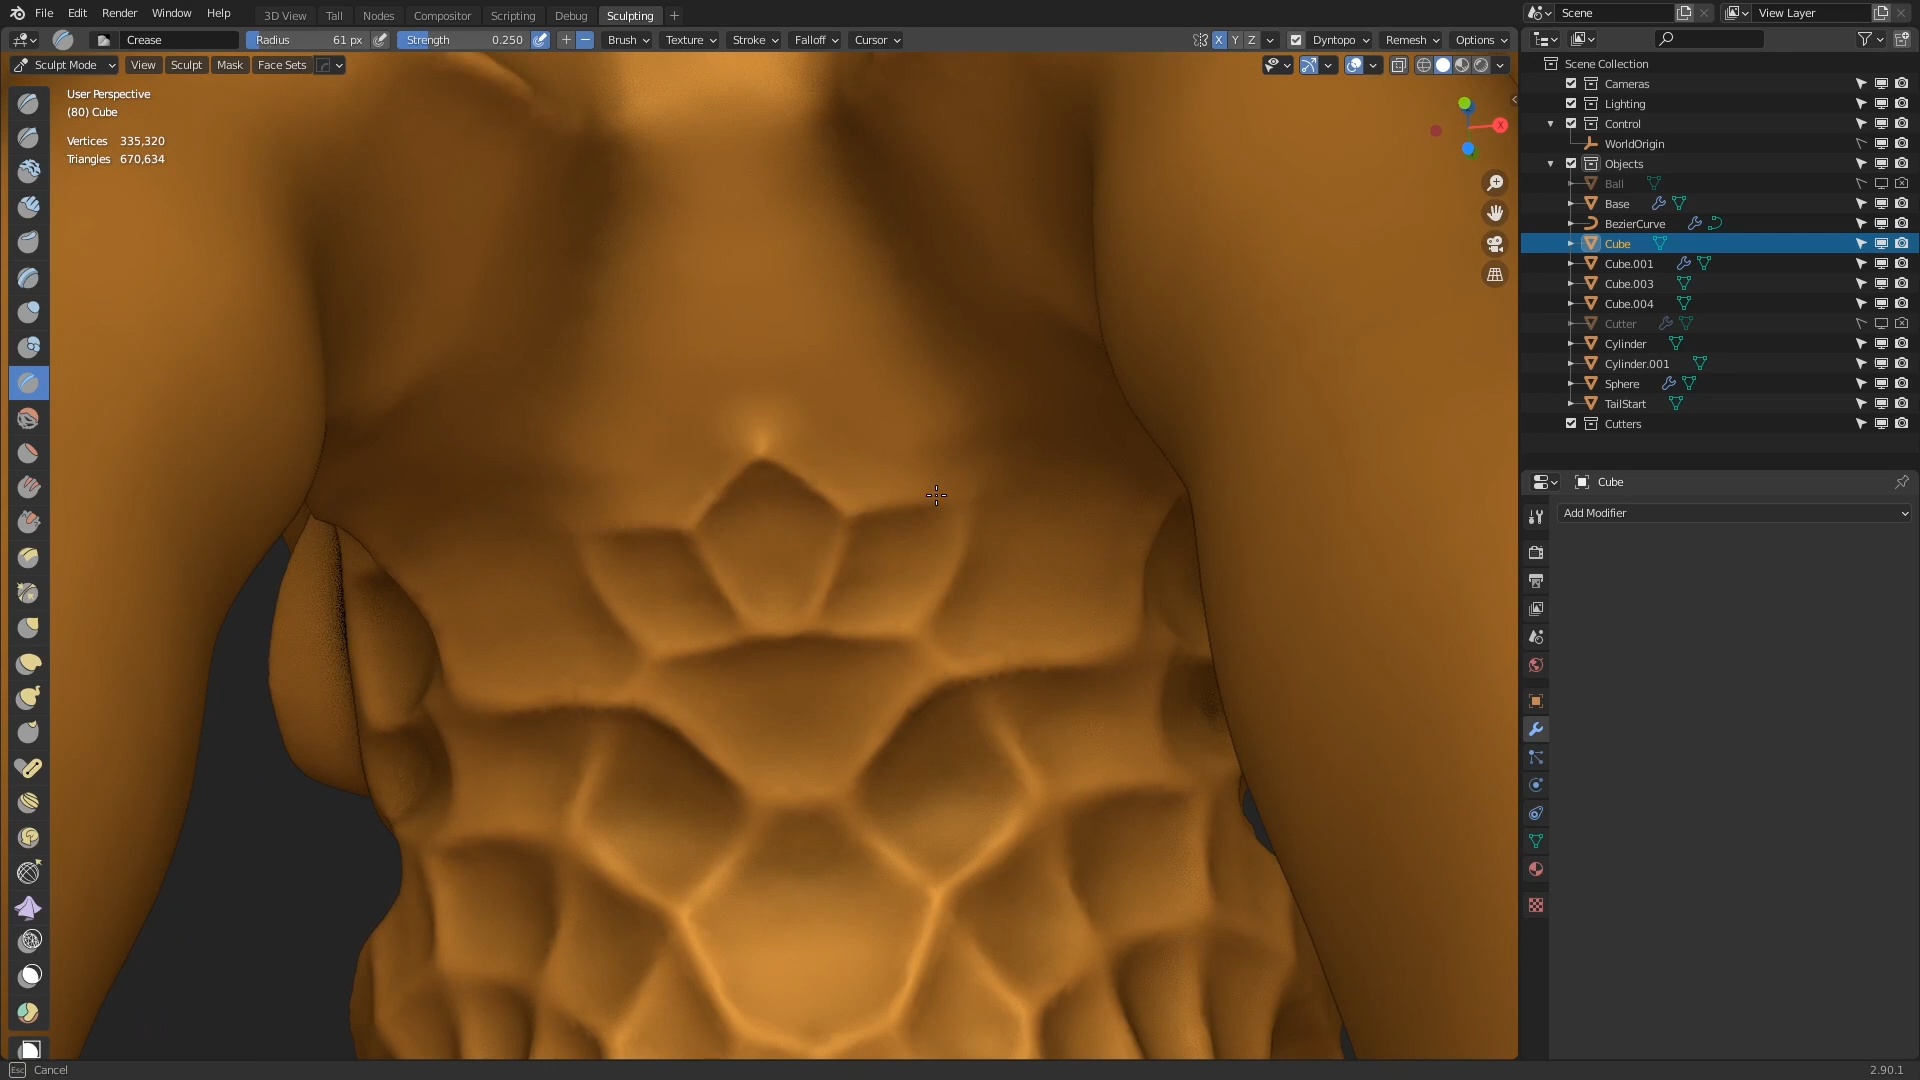 File Edit Render Window Help 3D View Tall Nodes Compositor Scripting Debug Sculpting + Scene View Layer
Crease Radius 61 px Strength 0.250 + − Brush Texture Stroke Falloff Cursor X Y Z Dyntopo Remesh Options
Sculpt Mode View Sculpt Mask Face Sets
User Perspective
(80) Cube
Vertices 335,320
Triangles 670,634
X
Scene Collection
Cameras
Lighting
Control
WorldOrigin
Objects
Ball
Base
BezierCurve
Cube
Cube.001
Cube.003
Cube.004
Cutter
Cylinder
Cylinder.001
Sphere
TailStart
Cutters
Cube
Add Modifier
Esc Cancel 2.90.1